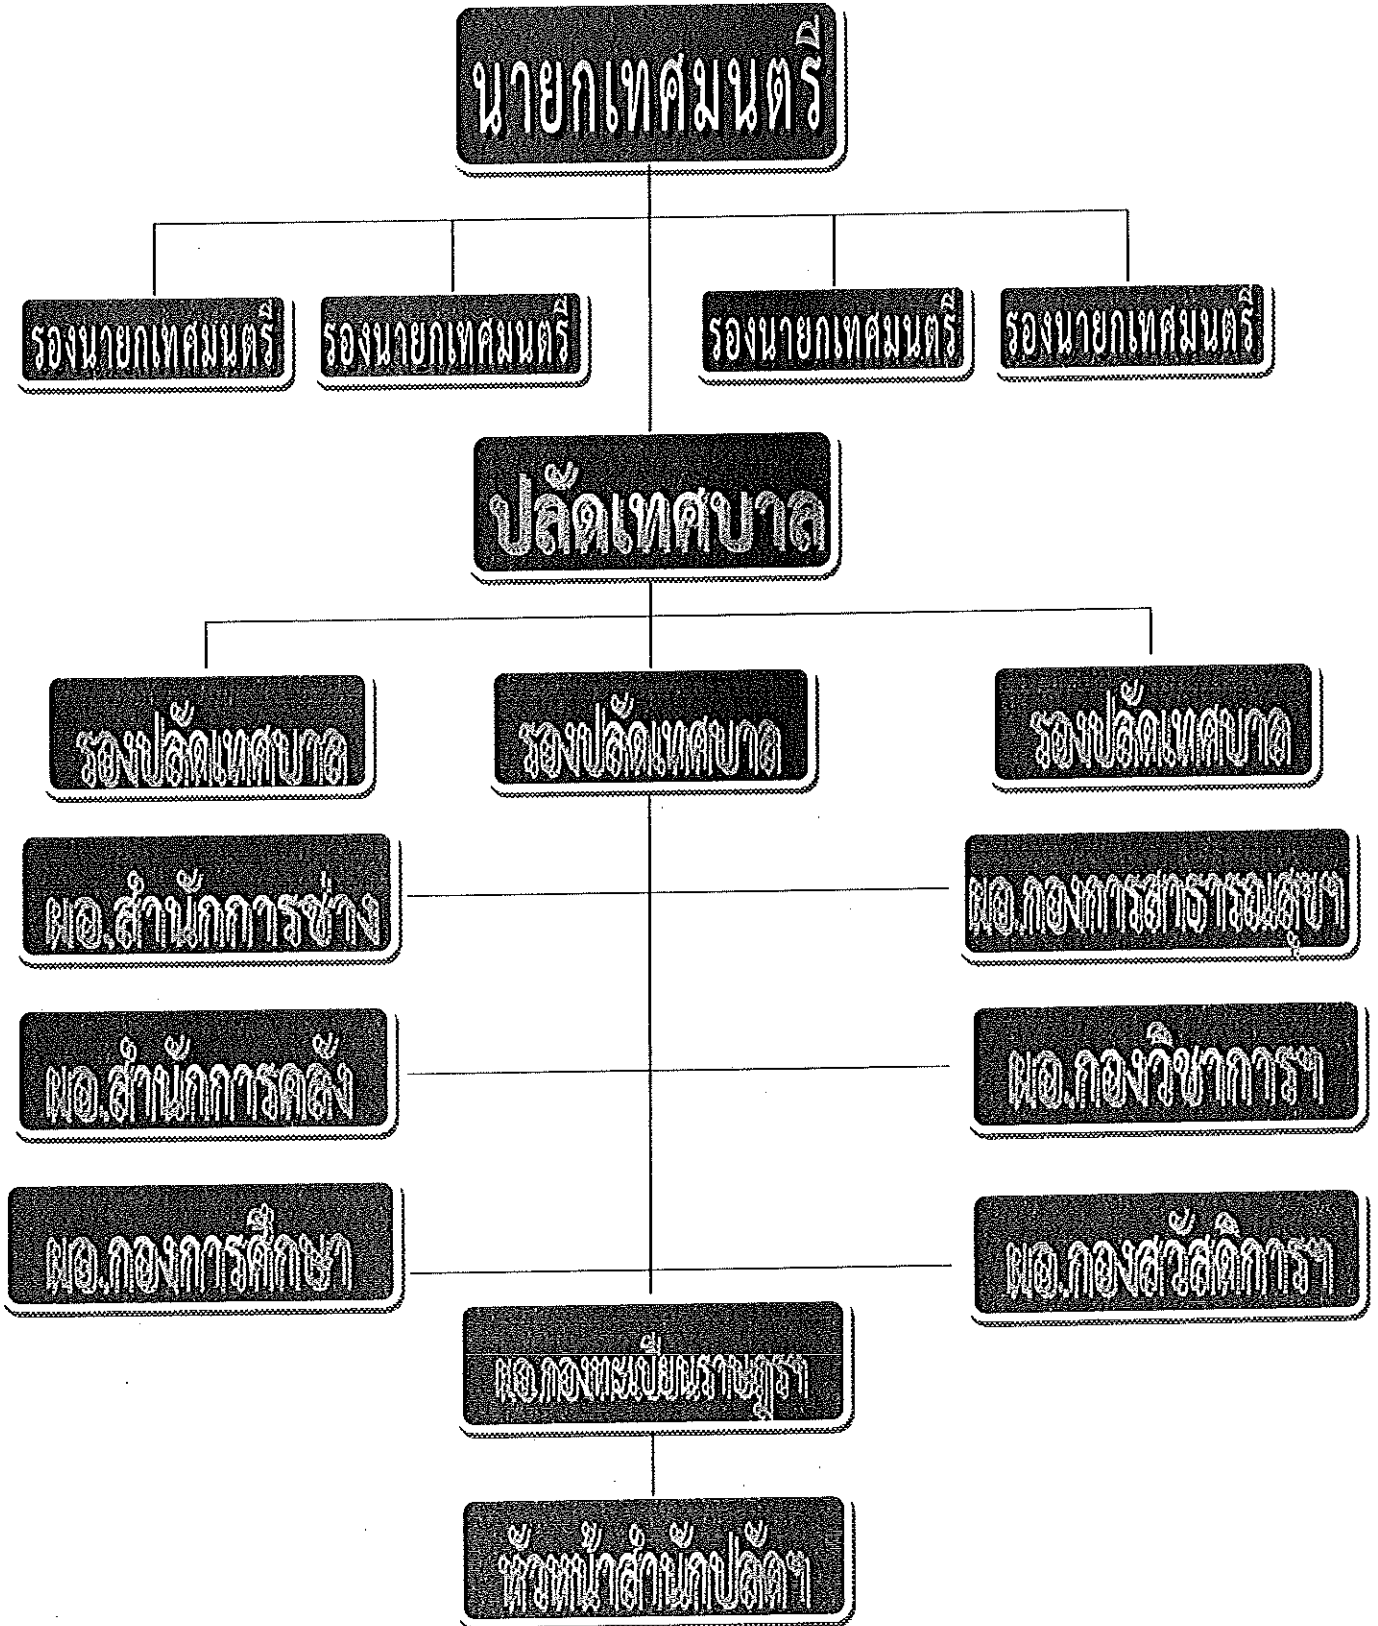 นายกเทศมนตรี
รองนายกเทศมนตรี
รองนายกเทศมนตรี
รองนายกเทศมนตรี
รองนายกเทศมนตรี
ปลัดเทศบาล
รองปลัดเทศบาล
รองปลัดเทศบาล
รองปลัดเทศบาล
ผอ.สำนักการช่าง
ผอ.กองการสาธารณสุขฯ
ผอ.สำนักการคลัง
ผอ.กองวิชาการฯ
ผอ.กองการศึกษา
ผอ.กองสวัสดิการฯ
ผอ.กองทะเบียนราษฎรฯ
หัวหน้าสำนักปลัดฯ